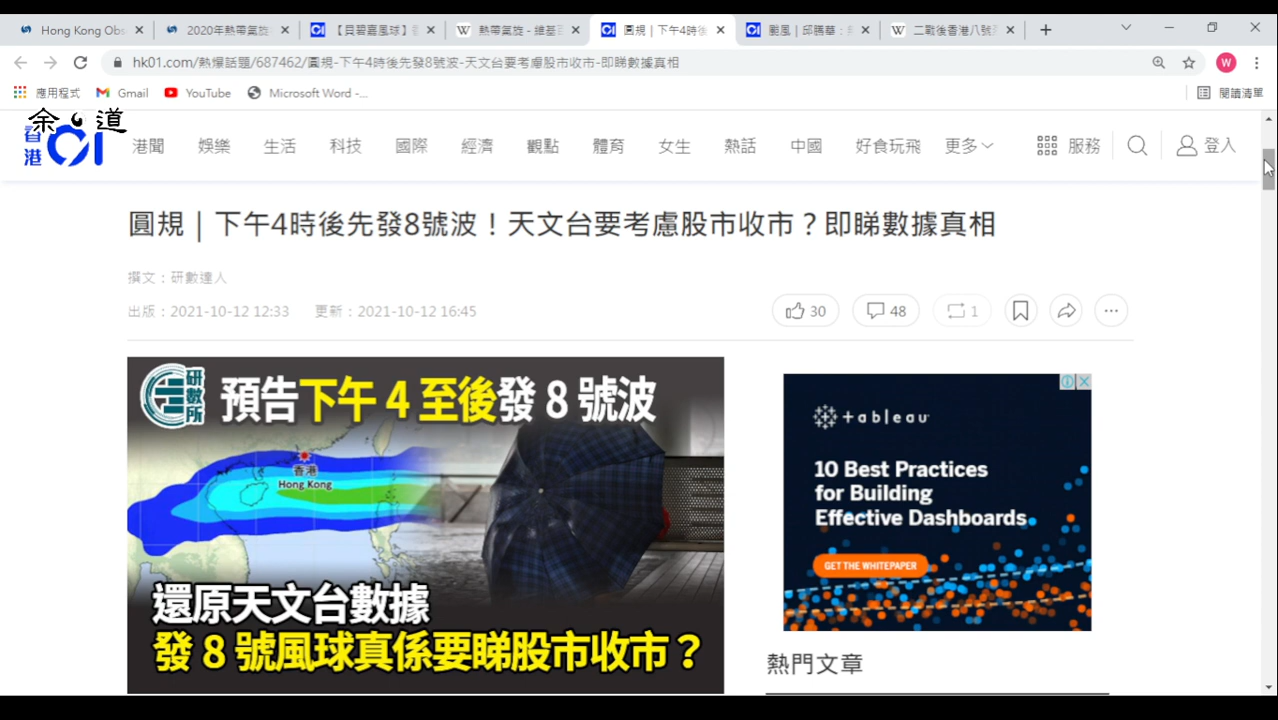 Hong Kong Obs
2020年熱帶氣旋
【貝碧嘉風球】
熱帶氣旋 - 維基
圓規｜下午4時後
颱風｜邱騰華：
二戰後香港八號
hk01.com/熱爆話題/687462/圓規-下午4時後先發8號波-天文台要考慮股市收市-即睇數據真相
W
應用程式
Gmail
YouTube
Microsoft Word -...
閱讀清單
余 道
香港01
港聞
娛樂
生活
科技
國際
經濟
觀點
體育
女生
熱話
中國
好食玩飛
更多
服務
登入
圓規｜下午4時後先發8號波！天文台要考慮股市收市？即睇數據真相
撰文：研數達人
出版：2021-10-12 12:33 更新：2021-10-12 16:45
30
48
1
研數所
預告下午 4 至後發 8 號波
香港
Hong Kong
還原天文台數據
發 8 號風球真係要睇股市收市？
+ableau
10 Best Practices
for Building
Effective Dashboards
GET THE WHITEPAPER
熱門文章